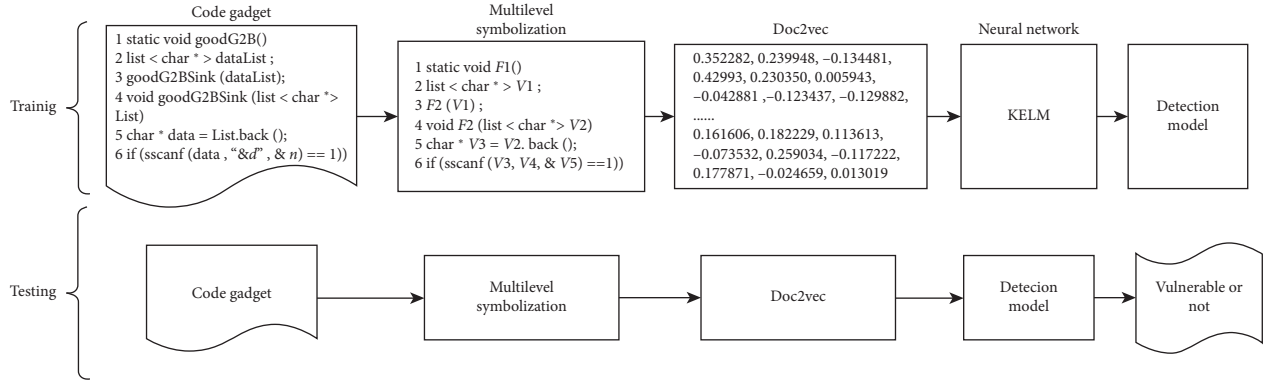 Code gadget
Multilevel
symbolization
Doc2vec
Neural network
Trainig
1 static void goodG2B()
2 list < char * > dataList ;
3 goodG2BSink (dataList);
4 void goodG2BSink (list < char *>
List)
5 char * data = List.back ();
6 if (sscanf (data , “&d” , & n) == 1))
1 static void F1()
2 list < char * > V1 ;
3 F2 (V1) ;
4 void F2 (list < char *> V2)
5 char * V3 = V2. back ();
6 if (sscanf (V3, V4, & V5) ==1))
0.352282, 0.239948, –0.134481,
0.42993, 0.230350, 0.005943,
–0.042881 ,–0.123437, –0.129882,
......
0.161606, 0.182229, 0.113613,
–0.073532, 0.259034, –0.117222,
0.177871, –0.024659, 0.013019
KELM
Detection
model
Testing
Code gadget
Multilevel
symbolization
Doc2vec
Detecion
model
Vulnerable or
not